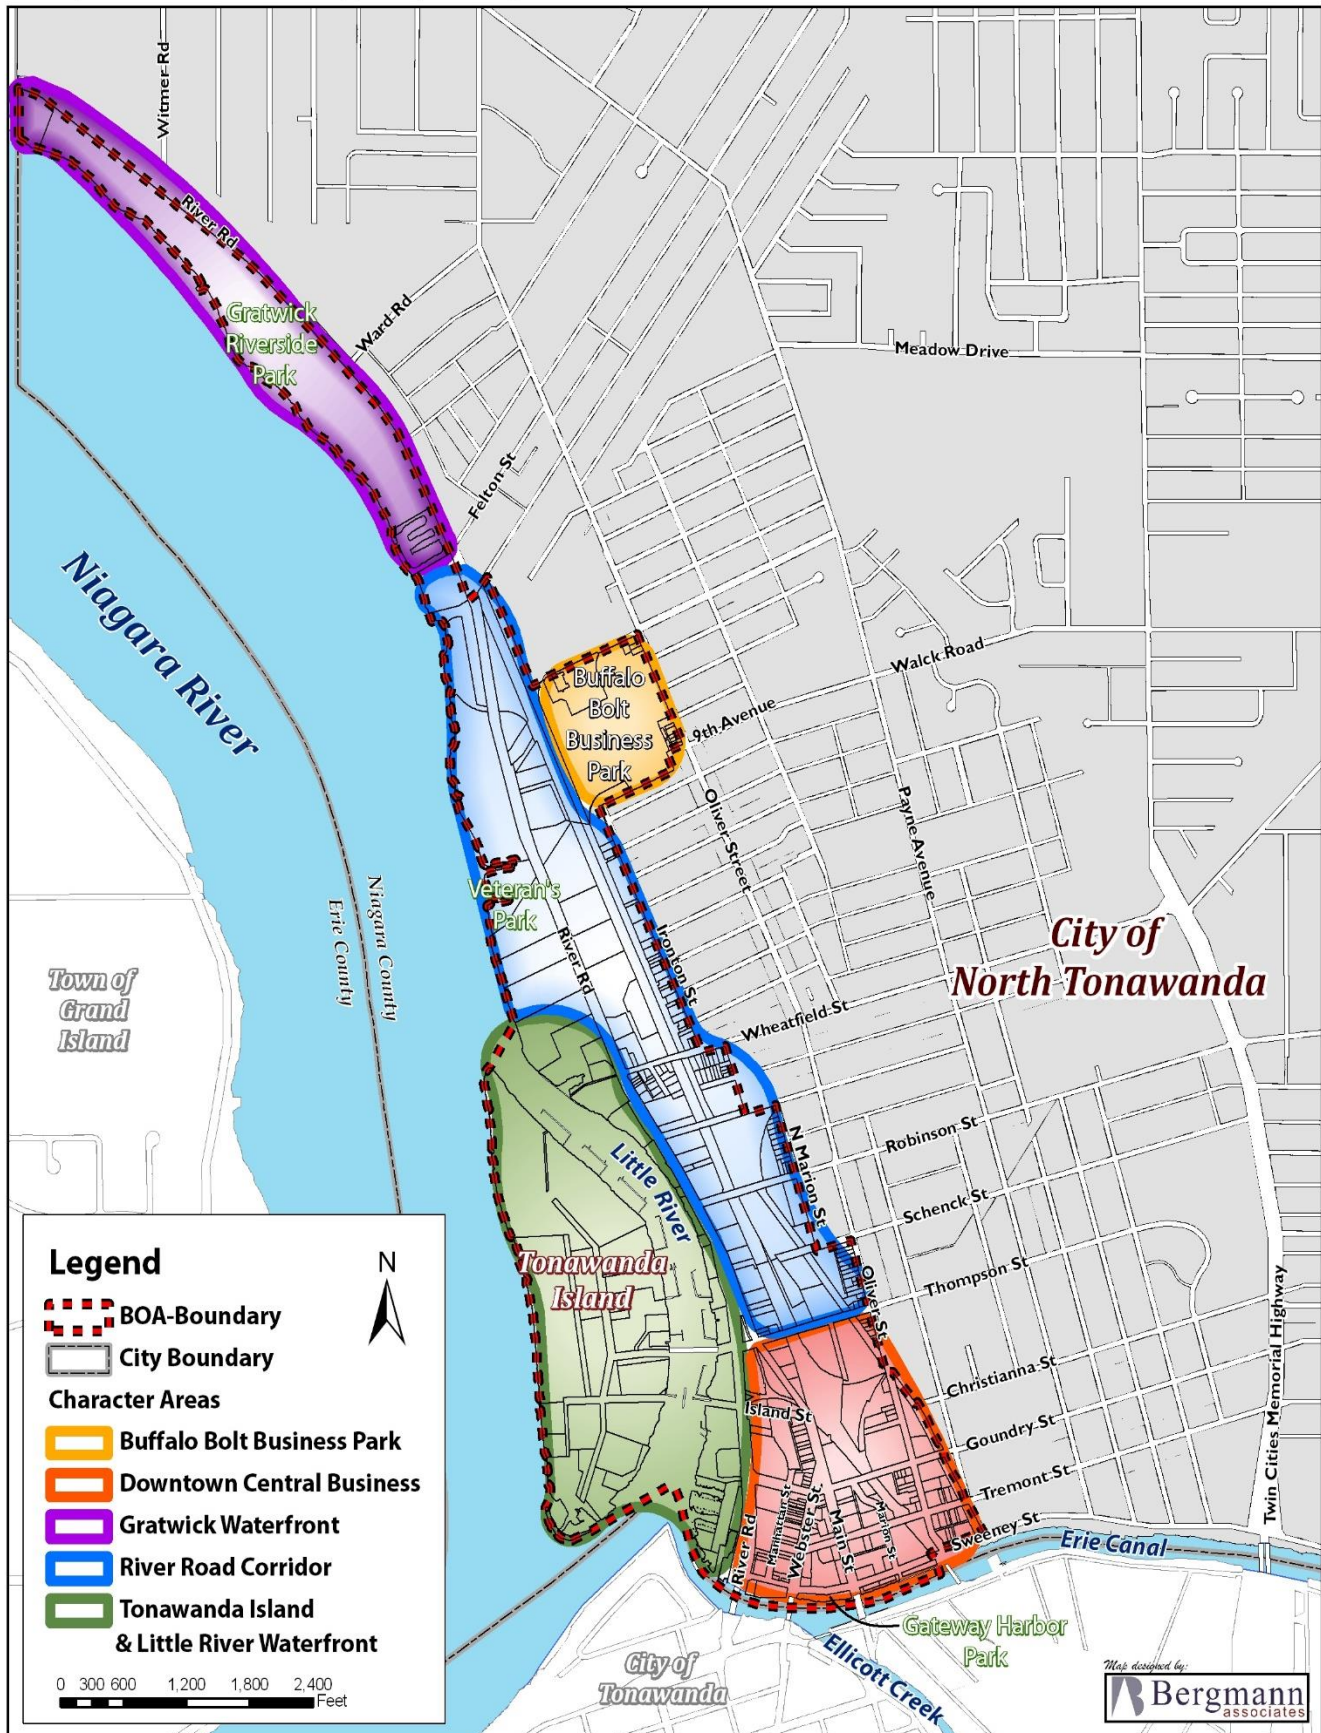 Witmer Rd
River Rd
Gratwick
Riverside
Park
Ward Rd
Meadow Drive
Felton St
Niagara River
Buffalo
Bolt
Business
Park
Walck Road
9th Avenue
Oliver Street
Payne Avenue
Veteran's
Park
Niagara County
Erie County
River Rd
Ironton St
City of
North Tonawanda
Town of
Grand
Island
Wheatfield St
Robinson St
N Marion St
Little River
Schenck St
Tonawanda
Island
Oliver St
Thompson St
Twin Cities Memorial Highway
Christianna St
Island St
Goundry St
Tremont St
Manhattan St
Webster St
Main St
Marion St
River Rd
Sweeney St
Erie Canal
Gateway Harbor
Park
Ellicott Creek
City of
Tonawanda
Legend
N
BOA-Boundary
City Boundary
Character Areas
Buffalo Bolt Business Park
Downtown Central Business
Gratwick Waterfront
River Road Corridor
Tonawanda Island
& Little River Waterfront
0 300 600 1,200 1,800 2,400
Feet
Map designed by:
Bergmann
associates